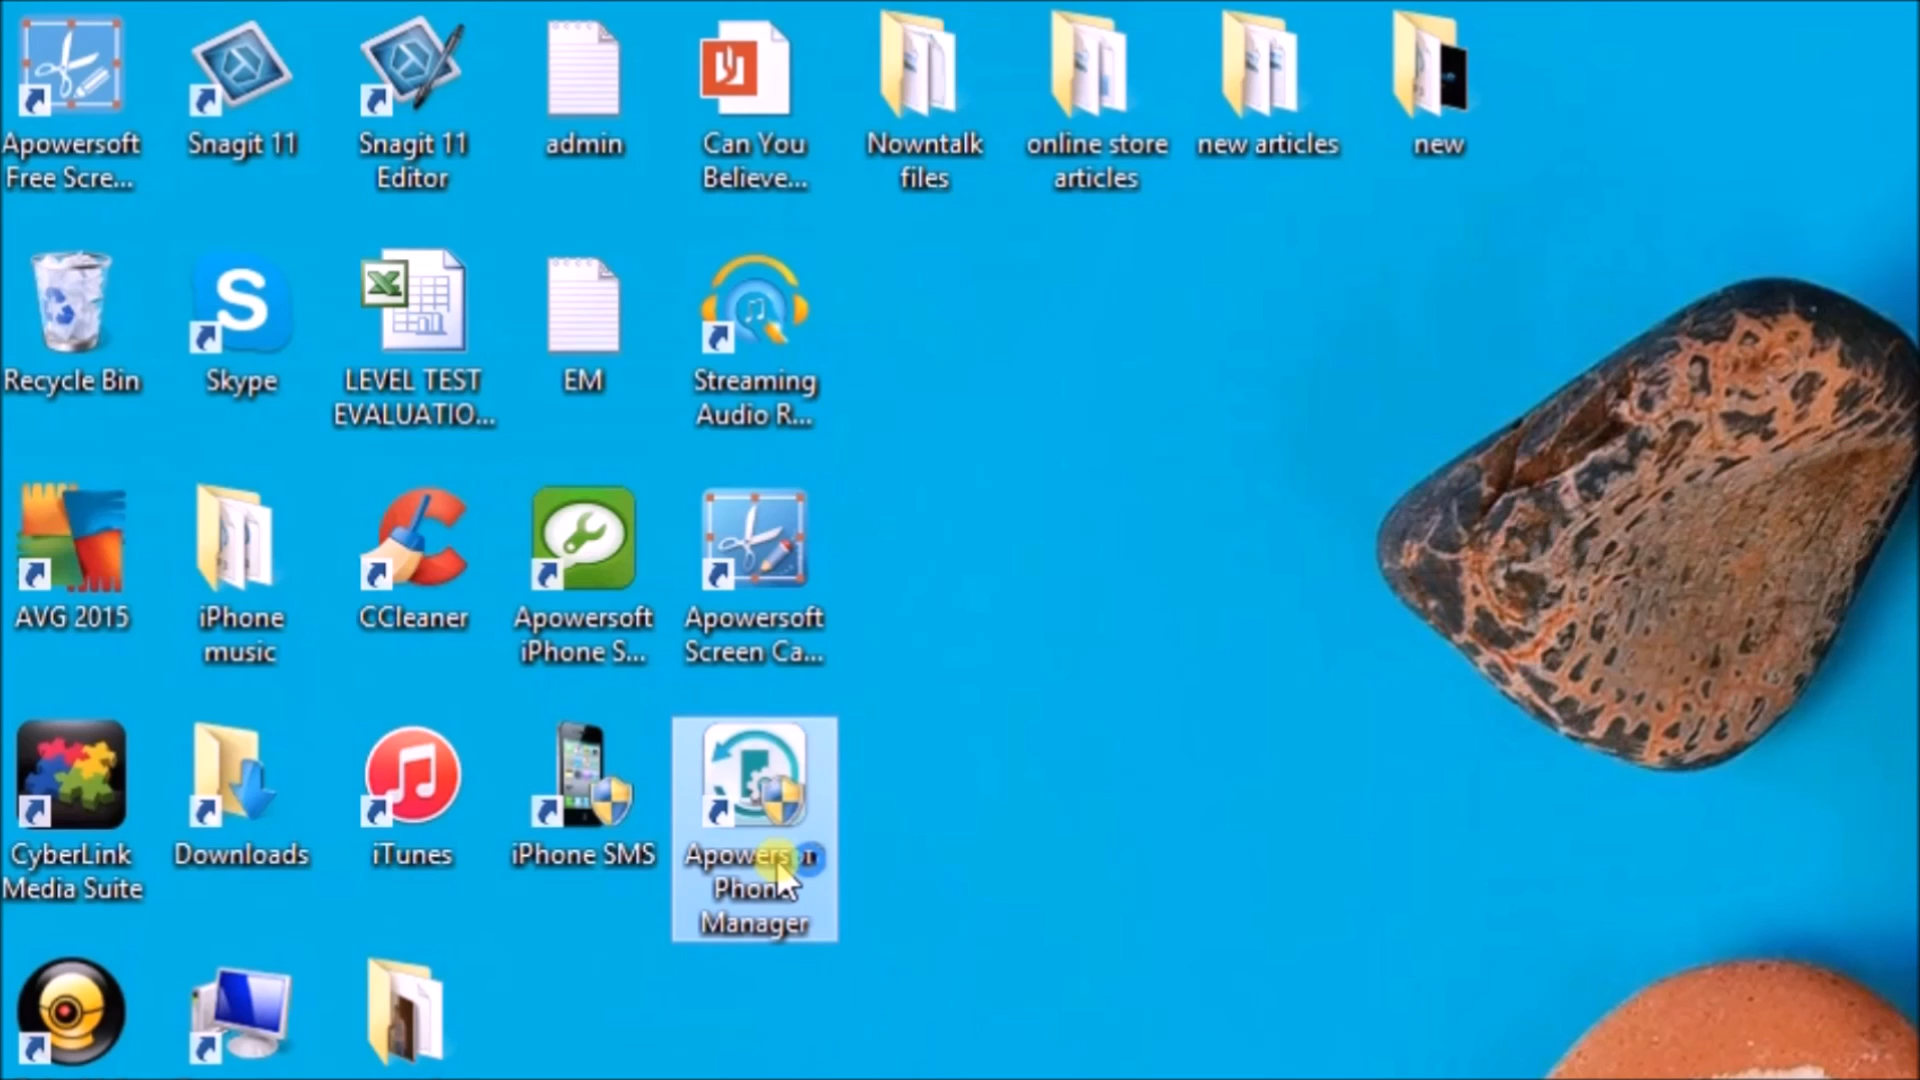 Apowersoft
Free Scre...
Snagit 11
Snagit 11
Editor
admin
Can You
Believe...
Nowntalk
files
online store
articles
new articles
new
Recycle Bin
Skype
LEVEL TEST
EVALUATIO...
EM
Streaming
Audio R...
AVG 2015
iPhone
music
CCleaner
Apowersoft
iPhone S...
Apowersoft
Screen Ca...
CyberLink
Media Suite
Downloads
iTunes
iPhone SMS
Phone
Manager